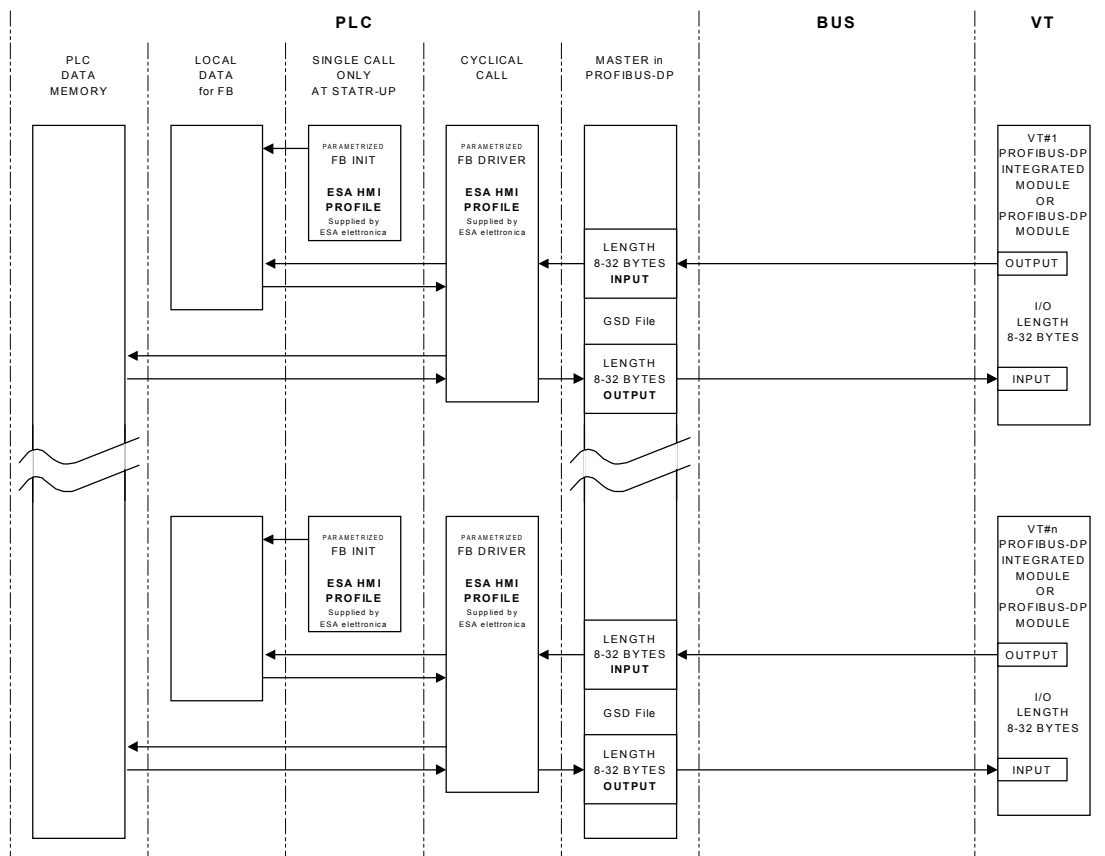 PLC
BUS
VT
PLC
DATA
MEMORY
LOCAL
DATA
for FB
SINGLE CALL
ONLY
AT STATR-UP
CYCLICAL
CALL
MASTER in
PROFIBUS-DP
PARAMETRIZED
FB INIT
ESA HMI
PROFILE
Supplied by
ESA elettronica
PARAMETRIZED
FB DRIVER
ESA HMI
PROFILE
Supplied by
ESA elettronica
LENGTH
8-32 BYTES
INPUT
GSD File
LENGTH
8-32 BYTES
OUTPUT
VT#1
PROFIBUS-DP
INTEGRATED
MODULE
OR
PROFIBUS-DP
MODULE
OUTPUT
I/O
LENGTH
8-32 BYTES
INPUT
PARAMETRIZED
FB INIT
ESA HMI
PROFILE
Supplied by
ESA elettronica
PARAMETRIZED
FB DRIVER
ESA HMI
PROFILE
Supplied by
ESA elettronica
LENGTH
8-32 BYTES
INPUT
GSD File
LENGTH
8-32 BYTES
OUTPUT
VT#n
PROFIBUS-DP
INTEGRATED
MODULE
OR
PROFIBUS-DP
MODULE
OUTPUT
I/O
LENGTH
8-32 BYTES
INPUT